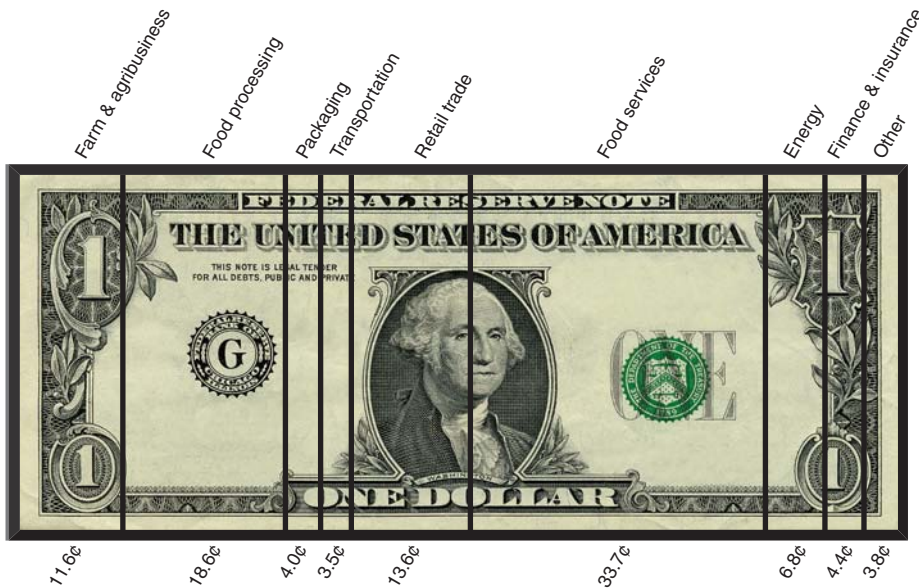 Farm & agribusiness
Food processing
Packaging
Transportation
Retail trade
Food services
Energy
Finance & insurance
Other
FEDERAL RESERVE NOTE
THE UNITED STATES OF AMERICA
THIS NOTE IS LEGAL TENDER
FOR ALL DEBTS, PUBLIC AND PRIVATE
1
1
G
ONE
WASHINGTON
1
1
ONE DOLLAR
11.6¢
18.6¢
4.0¢
3.5¢
13.6¢
33.7¢
6.8¢
4.4¢
3.8¢